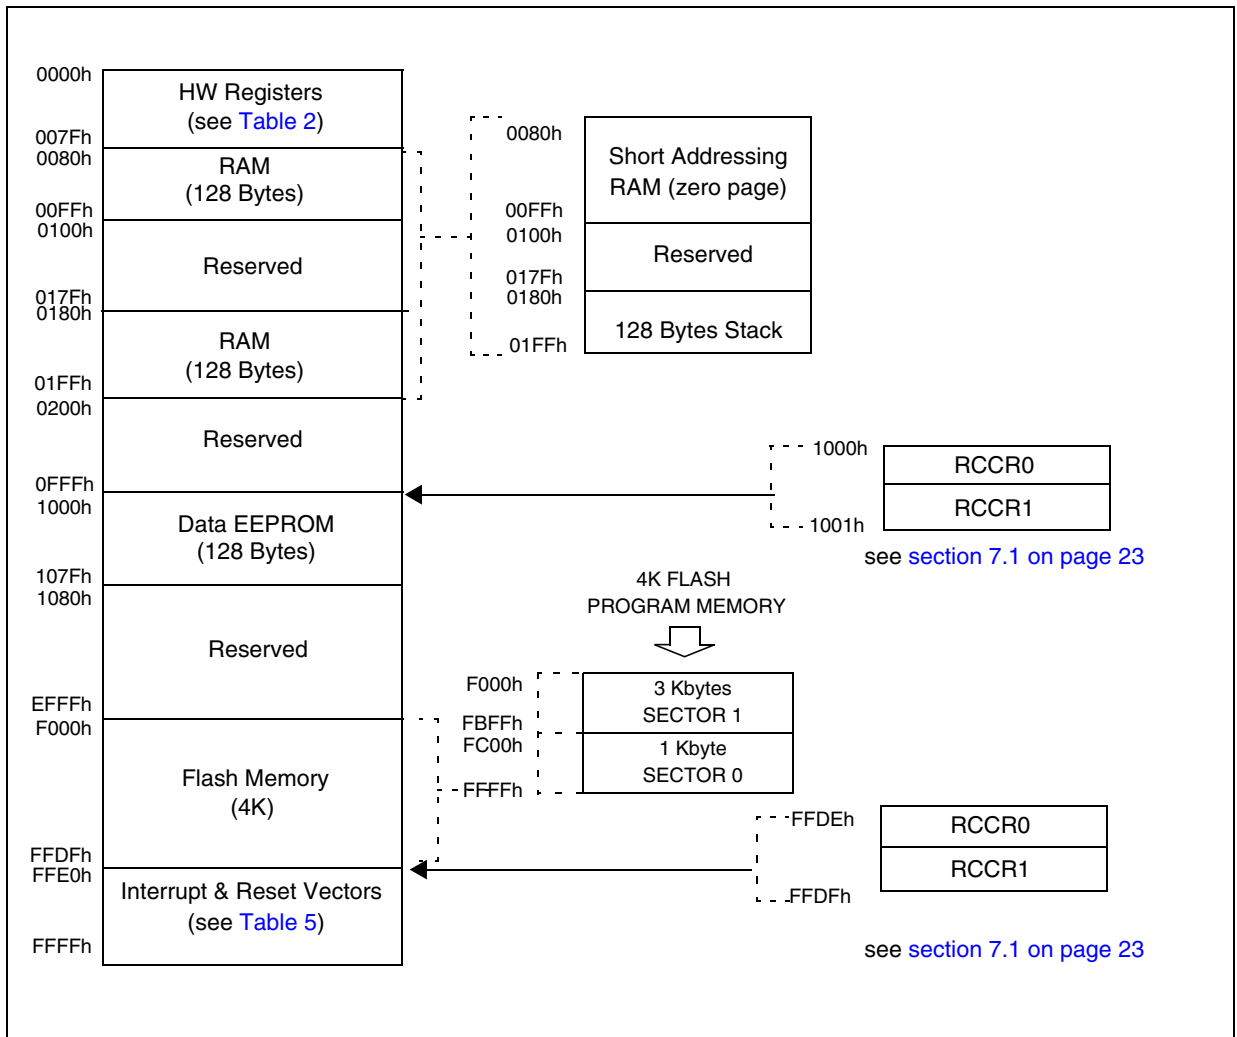 0000h
HW Registers
(see Table 2)
007Fh
0080h
RAM
(128 Bytes)
00FFh
0100h
Reserved
017Fh
0180h
RAM
(128 Bytes)
01FFh
0200h
Reserved
0FFFh
1000h
Data EEPROM
(128 Bytes)
107Fh
1080h
Reserved
EFFFh
F000h
Flash Memory
(4K)
FFDFh
FFE0h
Interrupt & Reset Vectors
(see Table 5)
FFFFh
0080h
Short Addressing
RAM (zero page)
00FFh
0100h
Reserved
017Fh
0180h
128 Bytes Stack
01FFh
1000h
RCCR0
RCCR1
1001h
see section 7.1 on page 23
4K FLASH
PROGRAM MEMORY
F000h
3 Kbytes
SECTOR 1
FBFFh
FC00h
1 Kbyte
SECTOR 0
FFFFh
FFDEh
RCCR0
RCCR1
FFDFh
see section 7.1 on page 23